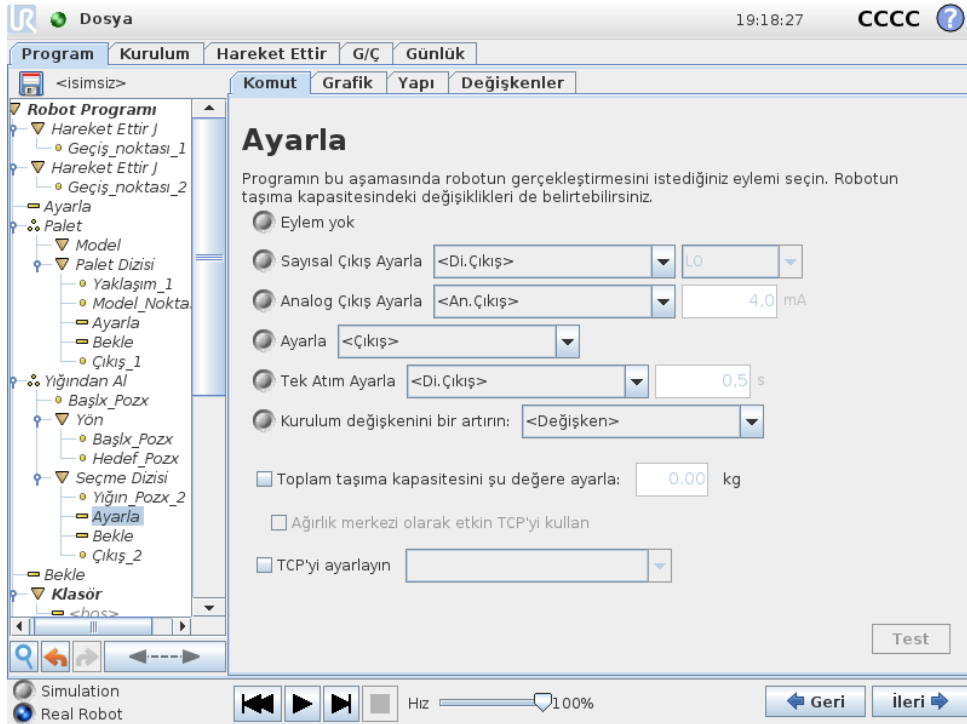 UR Dosya 19:18:27 CCCC ?
Program Kurulum Hareket Ettir G/Ç Günlük
<isimsiz>
Komut Grafik Yapı Değişkenler
Robot Programı
Hareket Ettir J
Geçiş_noktası_1
Hareket Ettir J
Geçiş_noktası_2
Ayarla
Palet
Model
Palet Dizisi
Yaklaşım_1
Model_Nokta
Ayarla
Bekle
Çıkış_1
Yığından Al
Başlx_Pozx
Yön
Başlx_Pozx
Hedef_Pozx
Seçme Dizisi
Yığın_Pozx_2
Ayarla
Bekle
Çıkış_2
Bekle
Klasör
<boş>
Ayarla
Programın bu aşamasında robotun gerçekleştirmesini istediğiniz eylemi seçin. Robotun
taşıma kapasitesindeki değişiklikleri de belirtebilirsiniz.
Eylem yok
Sayısal Çıkış Ayarla <Di.Çıkış> LO
Analog Çıkış Ayarla <An.Çıkış> 4,0 mA
Ayarla <Çıkış>
Tek Atım Ayarla <Di.Çıkış> 0,5 s
Kurulum değişkenini bir artırın: <Değişken>
Toplam taşıma kapasitesini şu değere ayarla: 0.00 kg
Ağırlık merkezi olarak etkin TCP'yi kullan
TCP'yi ayarlayın
Test
Simulation
Real Robot
Hız 100%
Geri İleri